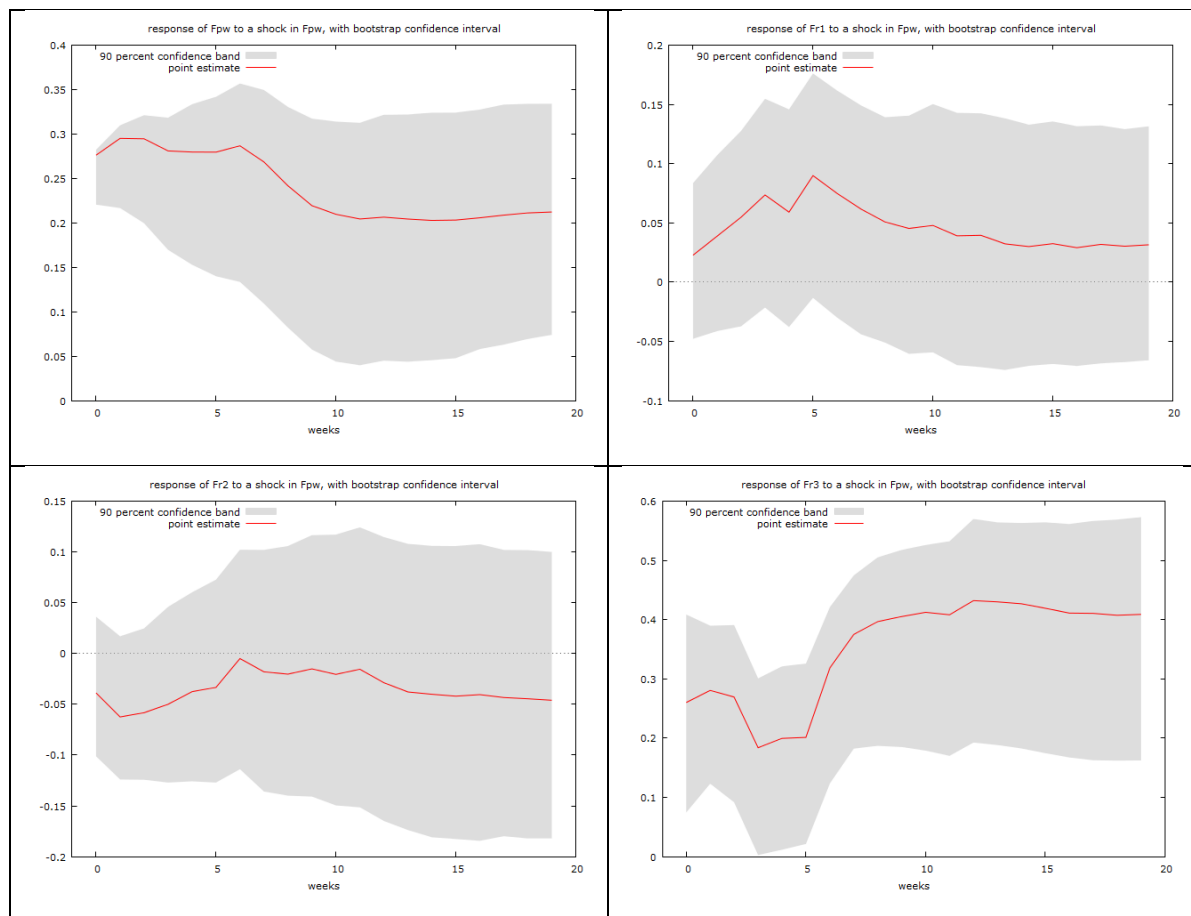 response of Fpw to a shock in Fpw, with bootstrap confidence interval
0.4
90 percent confidence band
point estimate
0.35
0.3
0.25
0.2
0.15
0.1
0.05
0
0 5 10 15 20
weeks
response of Fr1 to a shock in Fpw, with bootstrap confidence interval
0.2
90 percent confidence band
point estimate
0.15
0.1
0.05
0
-0.05
-0.1
0 5 10 15 20
weeks
response of Fr2 to a shock in Fpw, with bootstrap confidence interval
0.15
90 percent confidence band
point estimate
0.1
0.05
0
-0.05
-0.1
-0.15
-0.2
0 5 10 15 20
weeks
response of Fr3 to a shock in Fpw, with bootstrap confidence interval
0.6
90 percent confidence band
point estimate
0.5
0.4
0.3
0.2
0.1
0
0 5 10 15 20
weeks